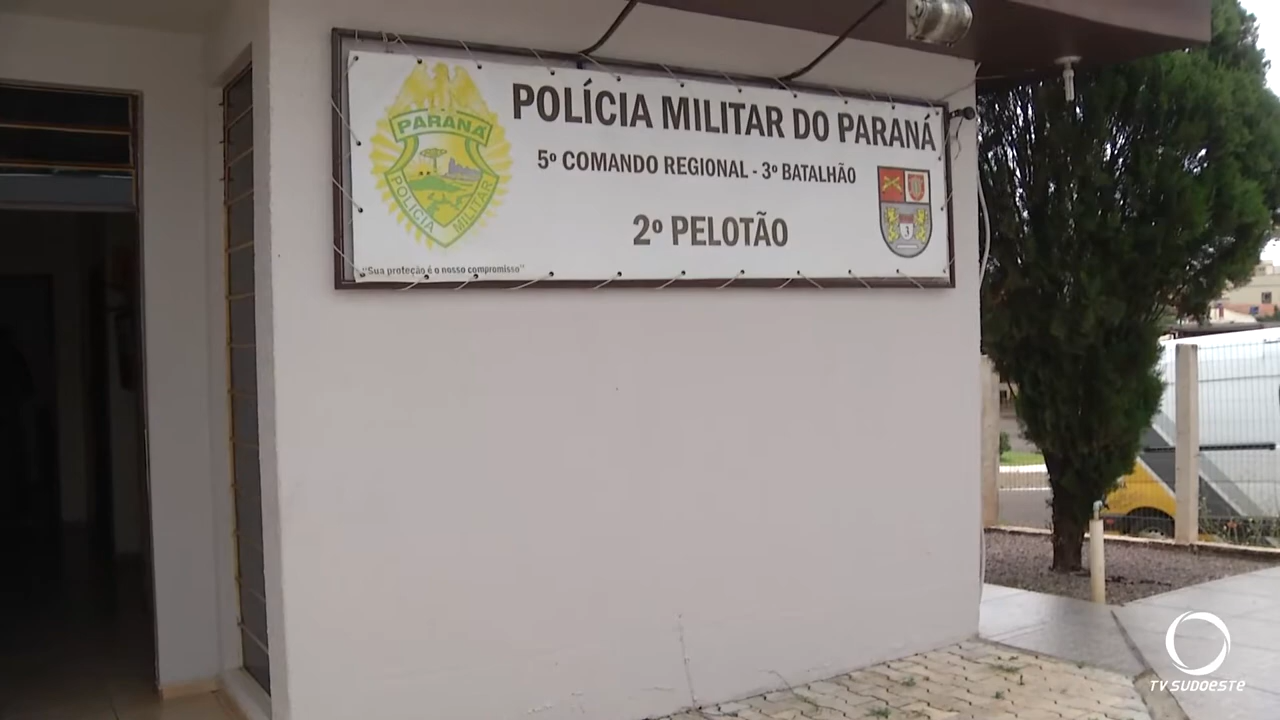 POLÍCIA MILITAR DO PARANÁ
5º COMANDO REGIONAL - 3º BATALHÃO
2º PELOTÃO
"Sua proteção é o nosso compromisso"
PARANÁ
POLÍCIA MILITAR
3
TV SUDOESTE